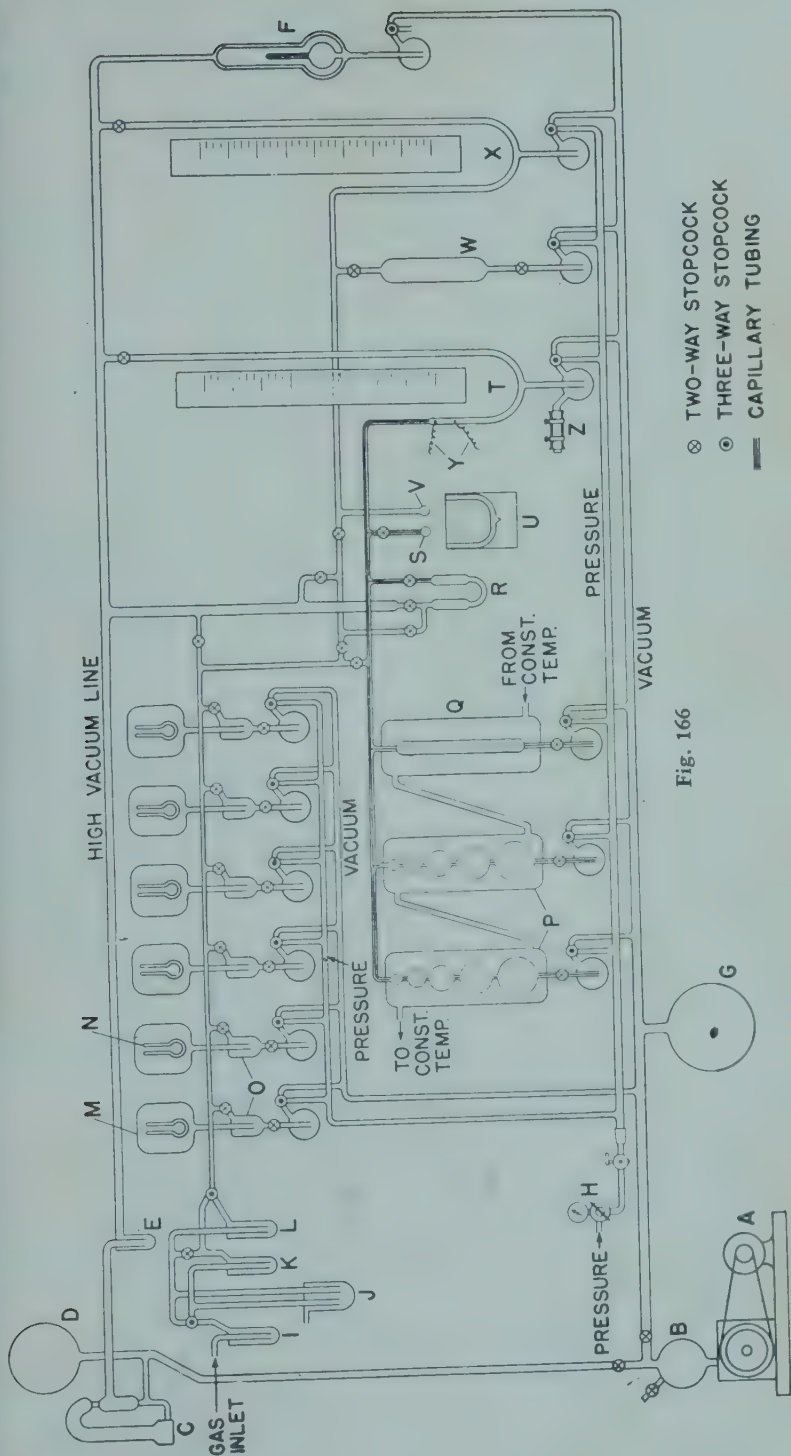 HIGH VACUUM LINE
F
D
E
C
GAS
INLET
I
J
K
L
M
N
O
VACUUM
PRESSURE
TO
CONST.
TEMP.
P
Q
FROM
CONST.
TEMP.
R
S
V
U
Y
T
Z
W
X
PRESSURE
VACUUM
PRESSURE
H
G
B
A
TWO-WAY STOPCOCK
THREE-WAY STOPCOCK
CAPILLARY TUBING
Fig. 166